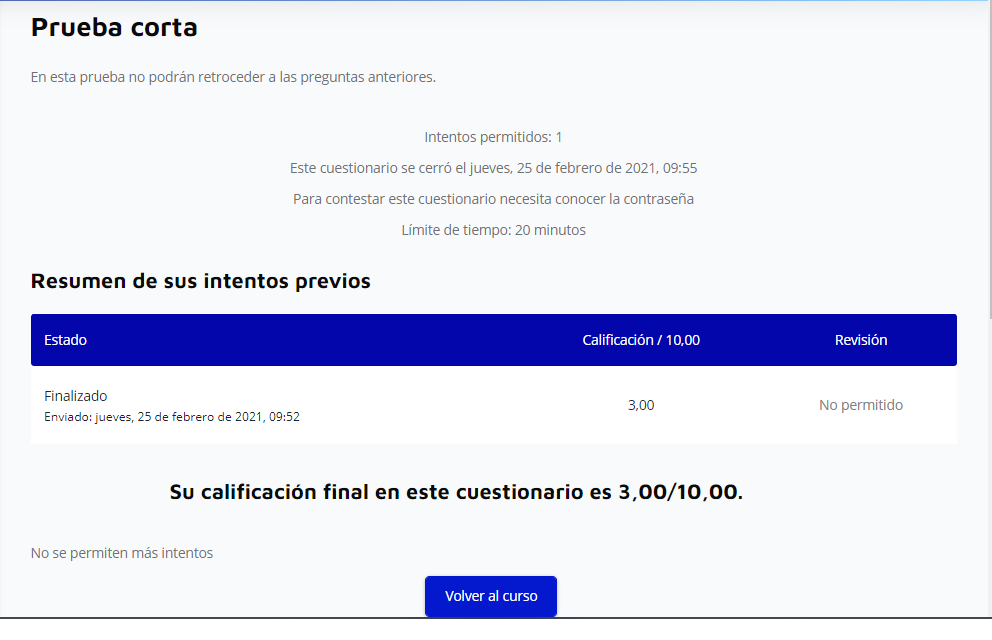 Prueba corta
En esta prueba no podrán retroceder a las preguntas anteriores.
Intentos permitidos: 1
Este cuestionario se cerró el jueves, 25 de febrero de 2021, 09:55
Para contestar este cuestionario necesita conocer la contraseña
Límite de tiempo: 20 minutos
Resumen de sus intentos previos
Estado Calificación / 10,00 Revisión
Finalizado
Enviado: jueves, 25 de febrero de 2021, 09:52
3,00 No permitido
Su calificación final en este cuestionario es 3,00/10,00.
No se permiten más intentos
Volver al curso